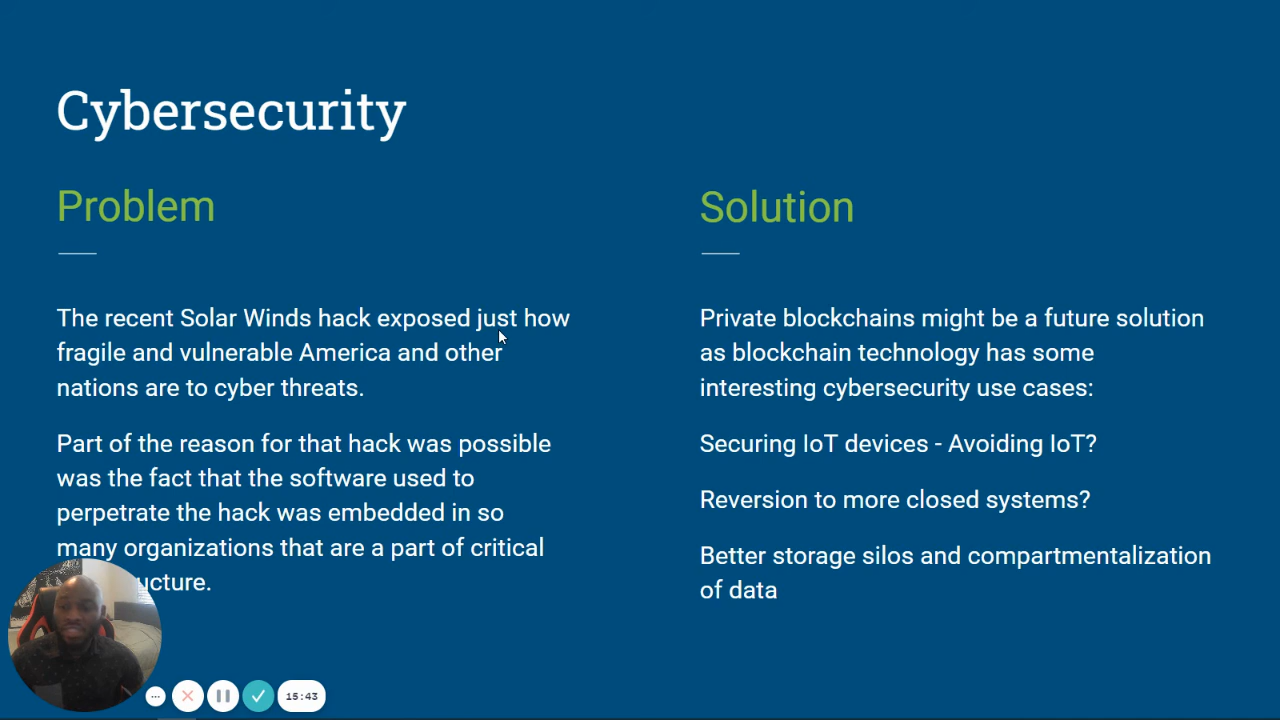 Cybersecurity
Problem
The recent Solar Winds hack exposed just how
fragile and vulnerable America and other
nations are to cyber threats.
Part of the reason for that hack was possible
was the fact that the software used to
perpetrate the hack was embedded in so
many organizations that are a part of critical
ucture.
Solution
Private blockchains might be a future solution
as blockchain technology has some
interesting cybersecurity use cases:
Securing IoT devices - Avoiding IoT?
Reversion to more closed systems?
Better storage silos and compartmentalization
of data
15:43